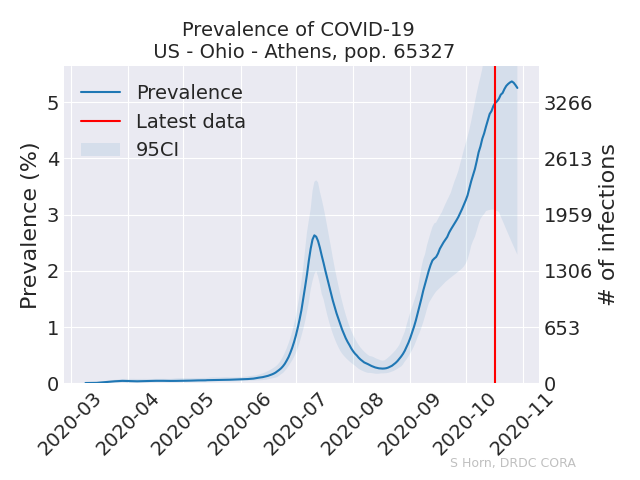 Prevalence of COVID-19
US - Ohio - Athens, pop. 65327
Prevalence
Latest data
95CI
Prevalence (%)
5
4
3
2
1
0
# of infections
3266
2613
1959
1306
653
0
2020-03
2020-04
2020-05
2020-06
2020-07
2020-08
2020-09
2020-10
2020-11
S Horn, DRDC CORA